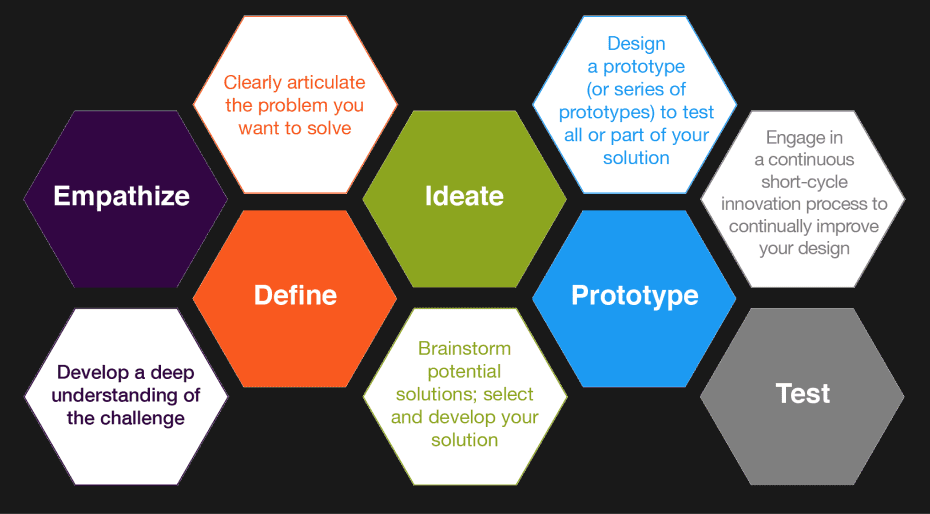 Empathize
Develop a deep
understanding of
the challenge
Clearly articulate
the problem you
want to solve
Define
Ideate
Brainstorm
potential
solutions; select
and develop your
solution
Design
a prototype
(or series of
prototypes) to test
all or part of your
solution
Prototype
Engage in
a continuous
short-cycle
innovation process to
continually improve
your design
Test